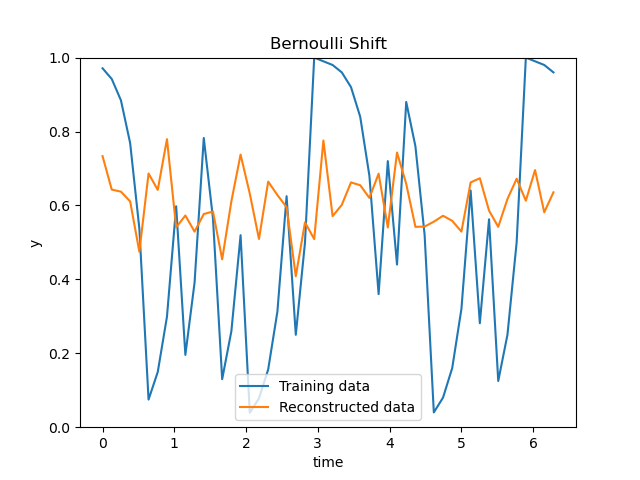 Bernoulli Shift
1.0
0.8
0.6
0.4
0.2
0.0
y
Training data
Reconstructed data
0 1 2 3 4 5 6
time